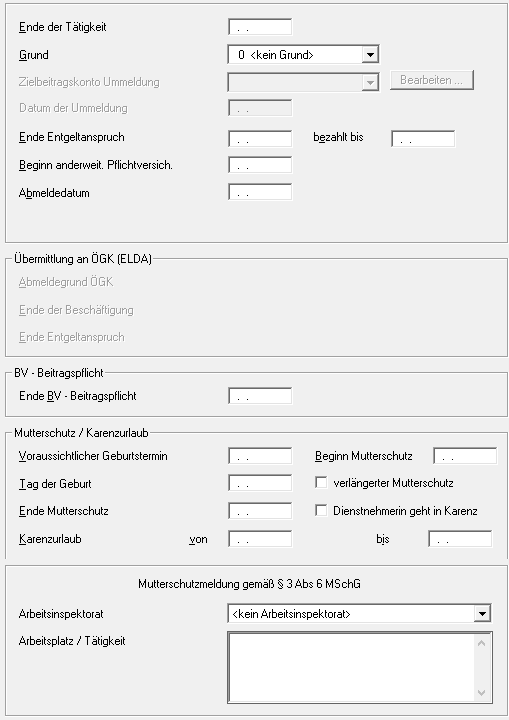 Ende der Tätigkeit . .
Grund 0 <kein Grund>
Zielbeitragskonto Ummeldung Bearbeiten ...
Datum der Ummeldung . .
Ende Entgeltanspruch . . bezahlt bis . .
Beginn anderweit. Pflichtversich. . .
Abmeldedatum . .
Übermittlung an ÖGK (ELDA)
Abmeldegrund ÖGK
Ende der Beschäftigung
Ende Entgeltanspruch
BV - Beitragspflicht
Ende BV - Beitragspflicht . .
Mutterschutz / Karenzurlaub
Voraussichtlicher Geburtstermin . . Beginn Mutterschutz . .
Tag der Geburt . . verlängerter Mutterschutz
Ende Mutterschutz . . Dienstnehmerin geht in Karenz
Karenzurlaub von . . bis . .
Mutterschutzmeldung gemäß § 3 Abs 6 MSchG
Arbeitsinspektorat <kein Arbeitsinspektorat>
Arbeitsplatz / Tätigkeit